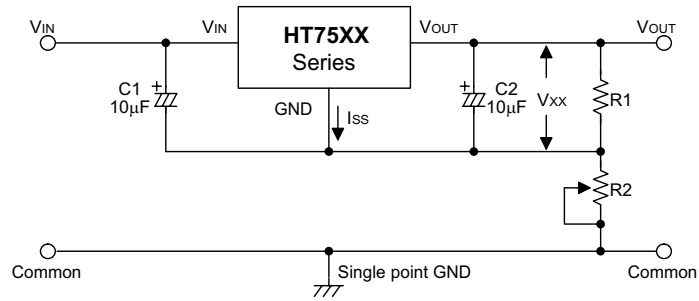 VIN
VIN
HT75XX
Series
VOUT
VOUT
C1
10μF
GND
ISS
C2
10μF
VXX
R1
R2
Common
Single point GND
Common